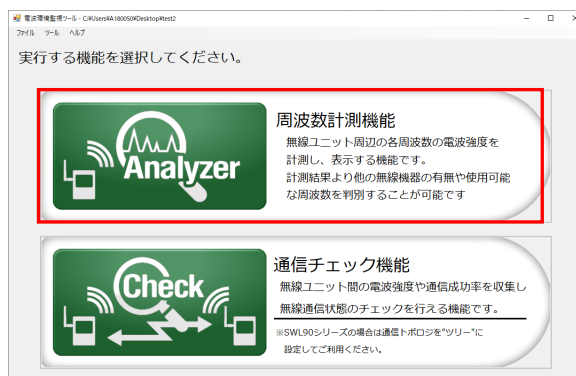 電波環境監視ツール - C:¥Users¥A180050¥Desktop¥test2
ファイル ツール ヘルプ
実行する機能を選択してください。
Analyzer
周波数計測機能
無線ユニット周辺の各周波数の電波強度を
計測し、表示する機能です。
計測結果より他の無線機器の有無や使用可能
な周波数を判別することが可能です
Check
通信チェック機能
無線ユニット間の電波強度や通信成功率を収集し
無線通信状態のチェックを行える機能です。
※SWL90シリーズの場合は通信トポロジを"ツリー"に
設定してご利用ください。